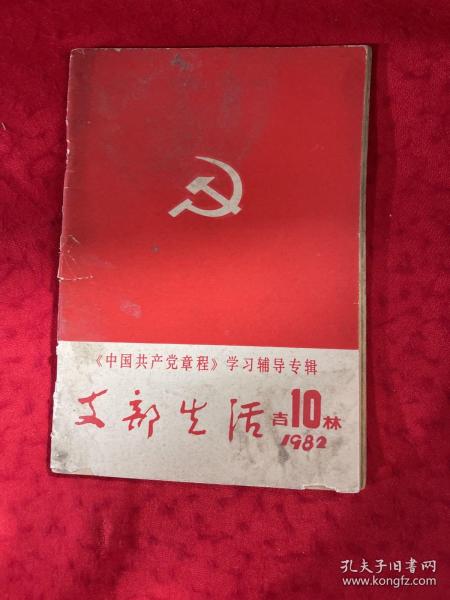 《中国共产党章程》学习辅导专辑
支部生活
吉10林
1982
孔夫子旧书网
www.kongfz.com